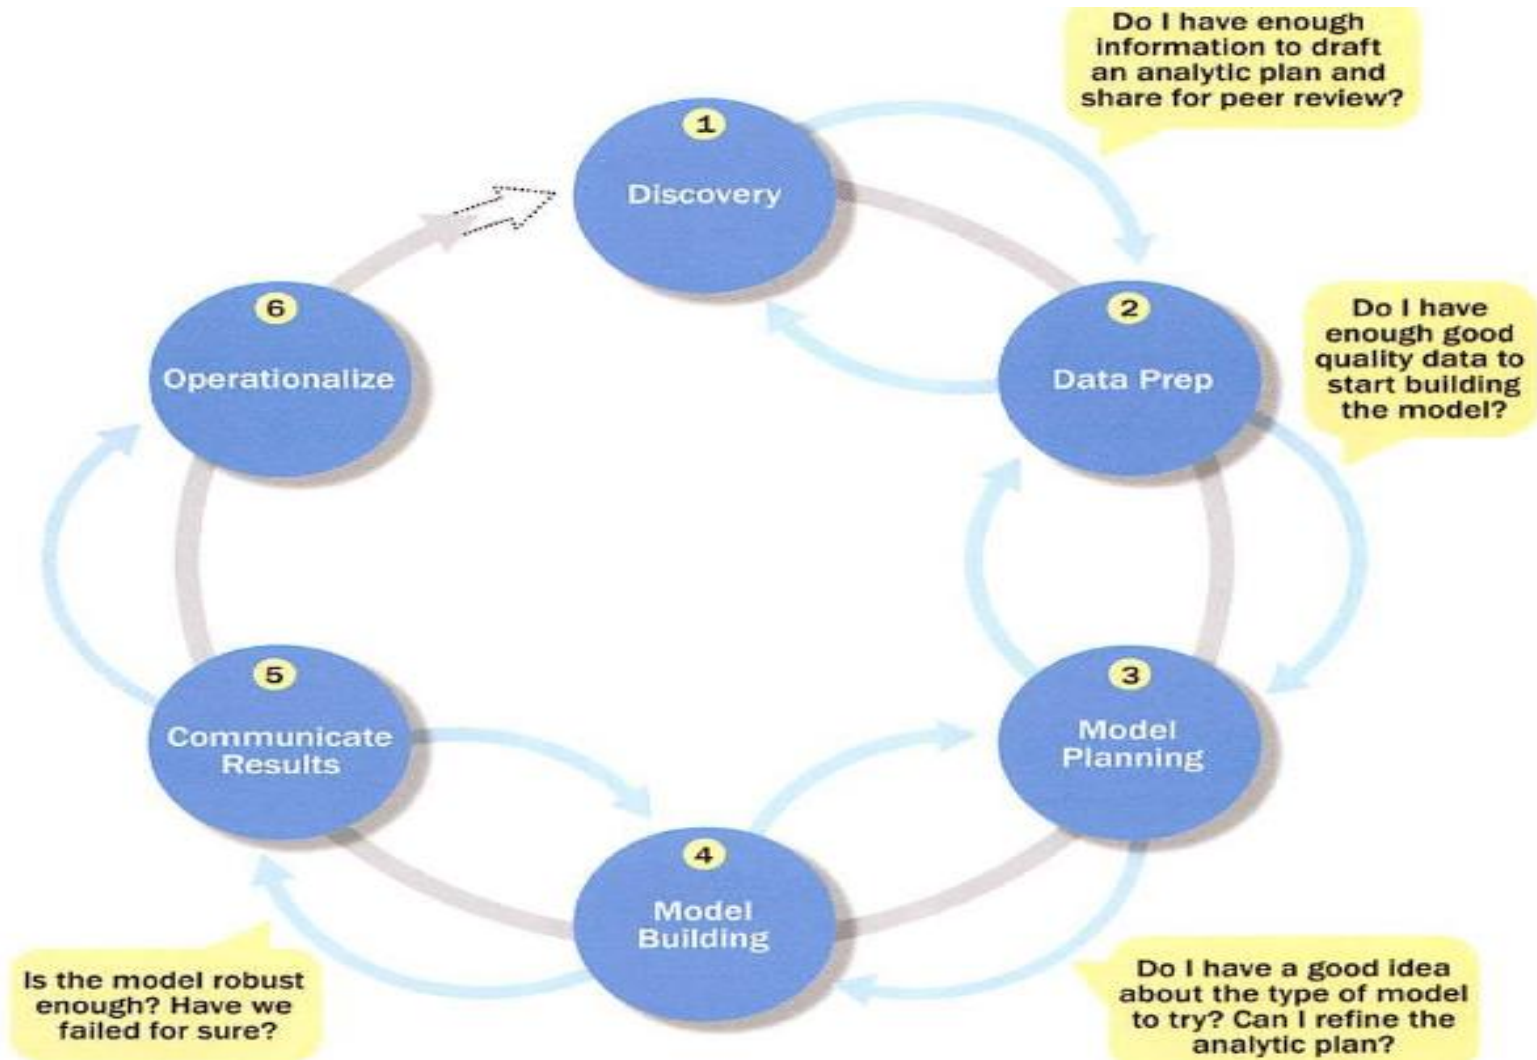 Do I have enough
information to draft
an analytic plan and
share for peer review?
1
Discovery
2
Data Prep
Do I have
enough good
quality data to
start building
the model?
3
Model
Planning
Do I have a good idea
about the type of model
to try? Can I refine the
analytic plan?
4
Model
Building
Is the model robust
enough? Have we
failed for sure?
5
Communicate
Results
6
Operationalize